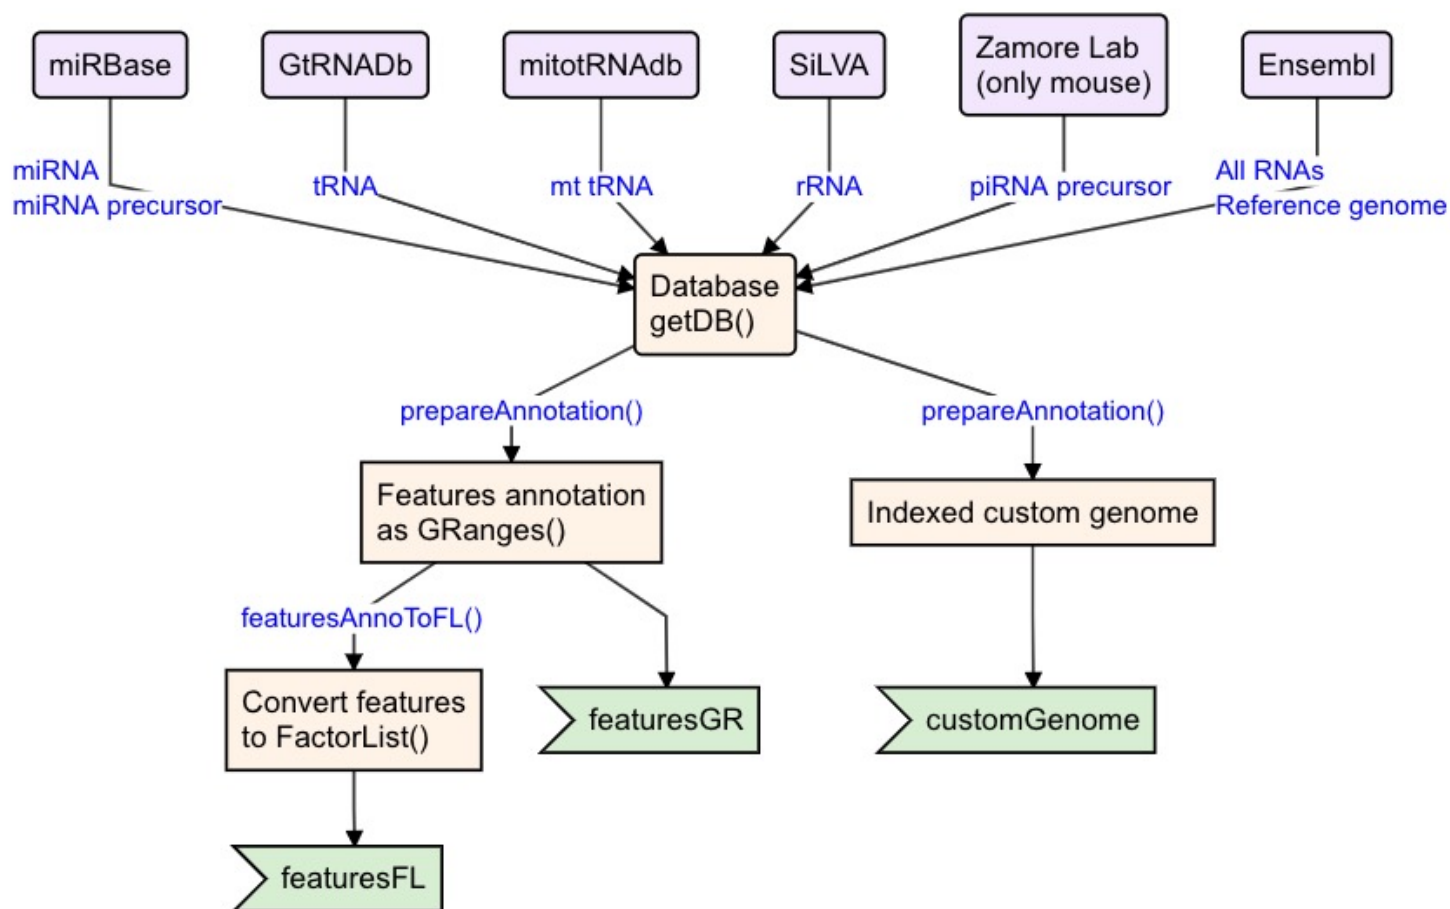 miRBase
GtRNADb
mitotRNAdb
SiLVA
Zamore Lab
(only mouse)
Ensembl
miRNA
miRNA precursor
tRNA
mt tRNA
rRNA
piRNA precursor
All RNAs
Reference genome
Database
getDB()
prepareAnnotation()
prepareAnnotation()
Features annotation
as GRanges()
Indexed custom genome
featuresAnnoToFL()
Convert features
to FactorList()
featuresGR
customGenome
featuresFL